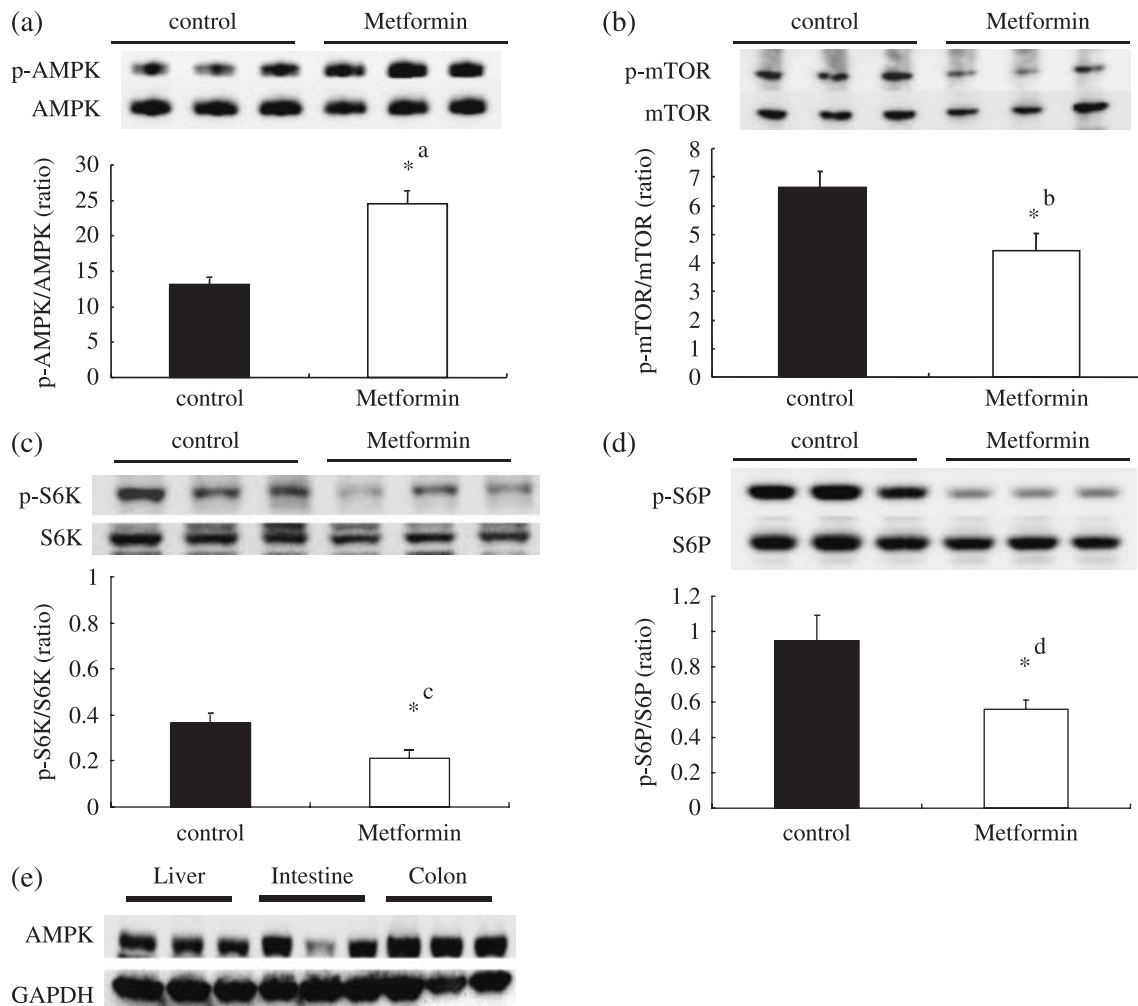 (a)
control Metformin
p-AMPK
AMPK
p-AMPK/AMPK (ratio)
30
25
20
15
10
5
0
* a
control Metformin
(b)
control Metformin
p-mTOR
mTOR
p-mTOR/mTOR (ratio)
8
7
6
5
4
3
2
1
0
* b
control Metformin
(c)
control Metformin
p-S6K
S6K
p-S6K/S6K (ratio)
1
0.8
0.6
0.4
0.2
0
* c
control Metformin
(d)
control Metformin
p-S6P
S6P
p-S6P/S6P (ratio)
1.2
1
0.8
0.6
0.4
0.2
0
* d
control Metformin
(e)
Liver Intestine Colon
AMPK
GAPDH